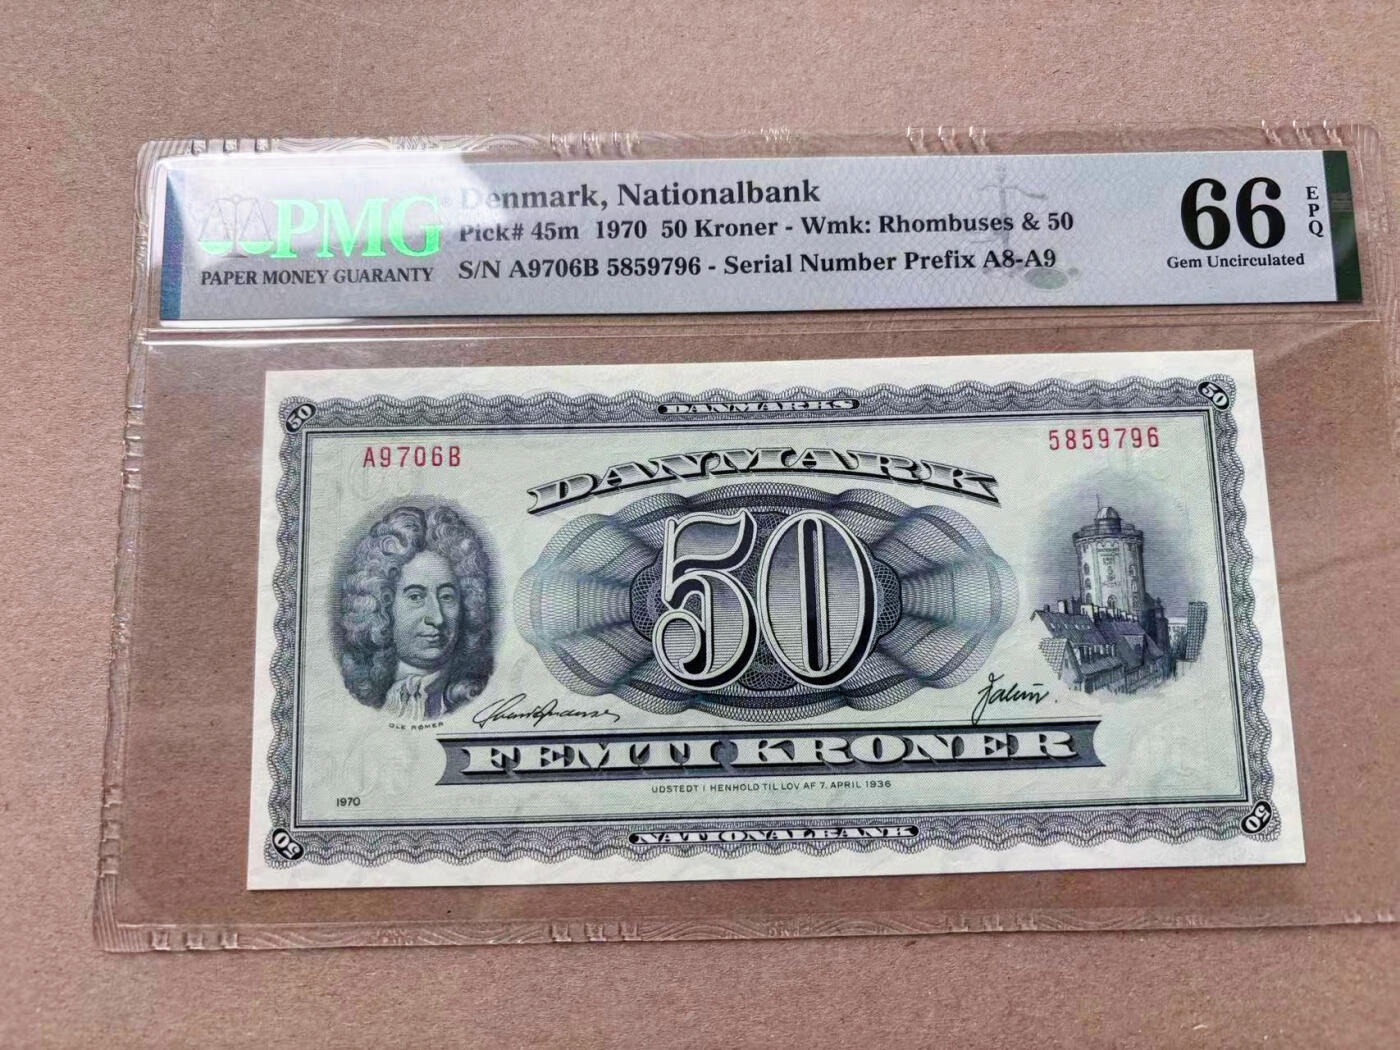 PMG®
PAPER MONEY GUARANTY
Denmark, Nationalbank
Pick# 45m 1970 50 Kroner - Wmk: Rhombuses & 50
S/N A9706B 5859796 - Serial Number Prefix A8-A9
66
EPQ
Gem Uncirculated
50
DANMARKS
50
A9706B
5859796
DANMARK
50
OLE RØMER
FEMTI KRONER
UDSTEDT I HENHOLD TIL LOV AF 7. APRIL 1936
1970
50
NATIONALBANK
50